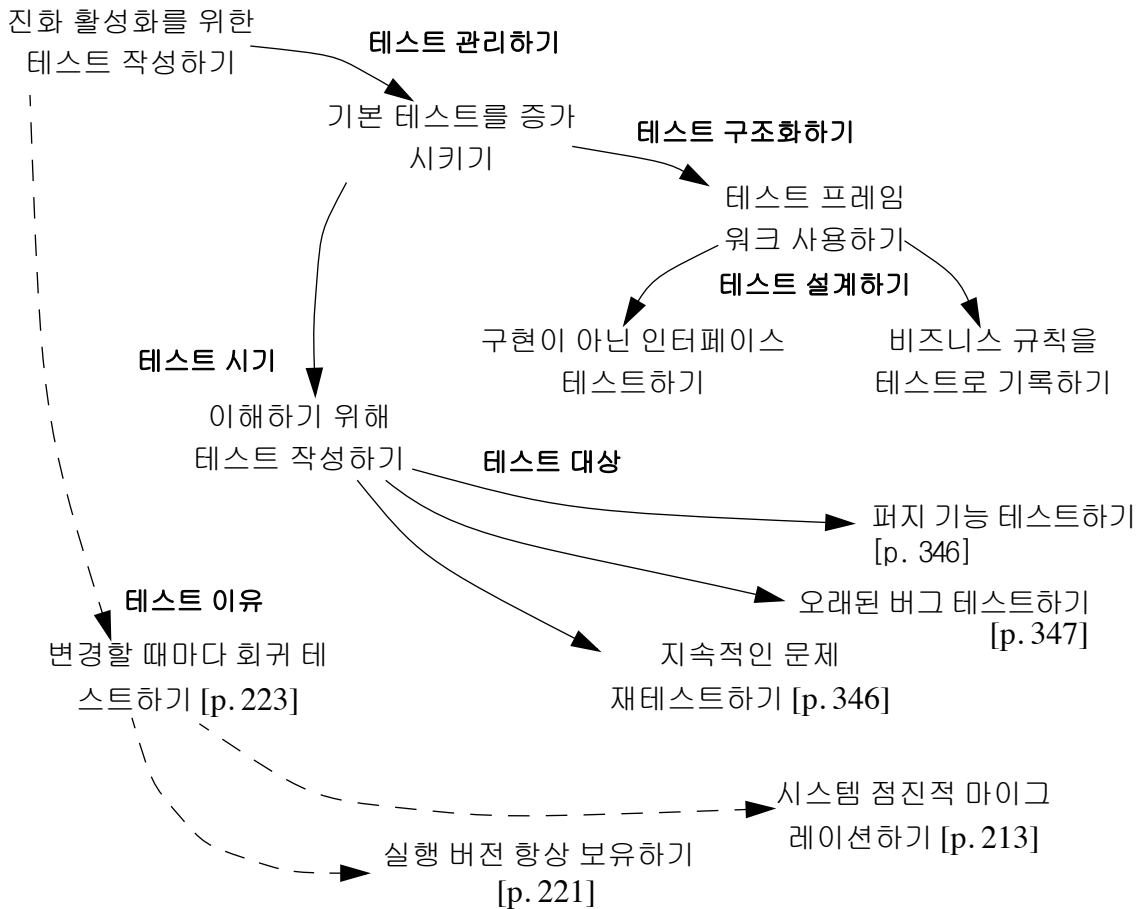 진화 활성화를 위한
테스트 작성하기
테스트 관리하기
기본 테스트를 증가
시키기
테스트 구조화하기
테스트 프레임
워크 사용하기
테스트 설계하기
구현이 아닌 인터페이스
테스트하기
비즈니스 규칙을
테스트로 기록하기
테스트 시기
이해하기 위해
테스트 작성하기
테스트 대상
퍼지 기능 테스트하기
[p. 346]
오래된 버그 테스트하기
[p. 347]
지속적인 문제
재테스트하기 [p. 346]
테스트 이유
변경할 때마다 회귀 테
스트하기 [p. 223]
시스템 점진적 마이그
레이션하기 [p. 213]
실행 버전 항상 보유하기
[p. 221]